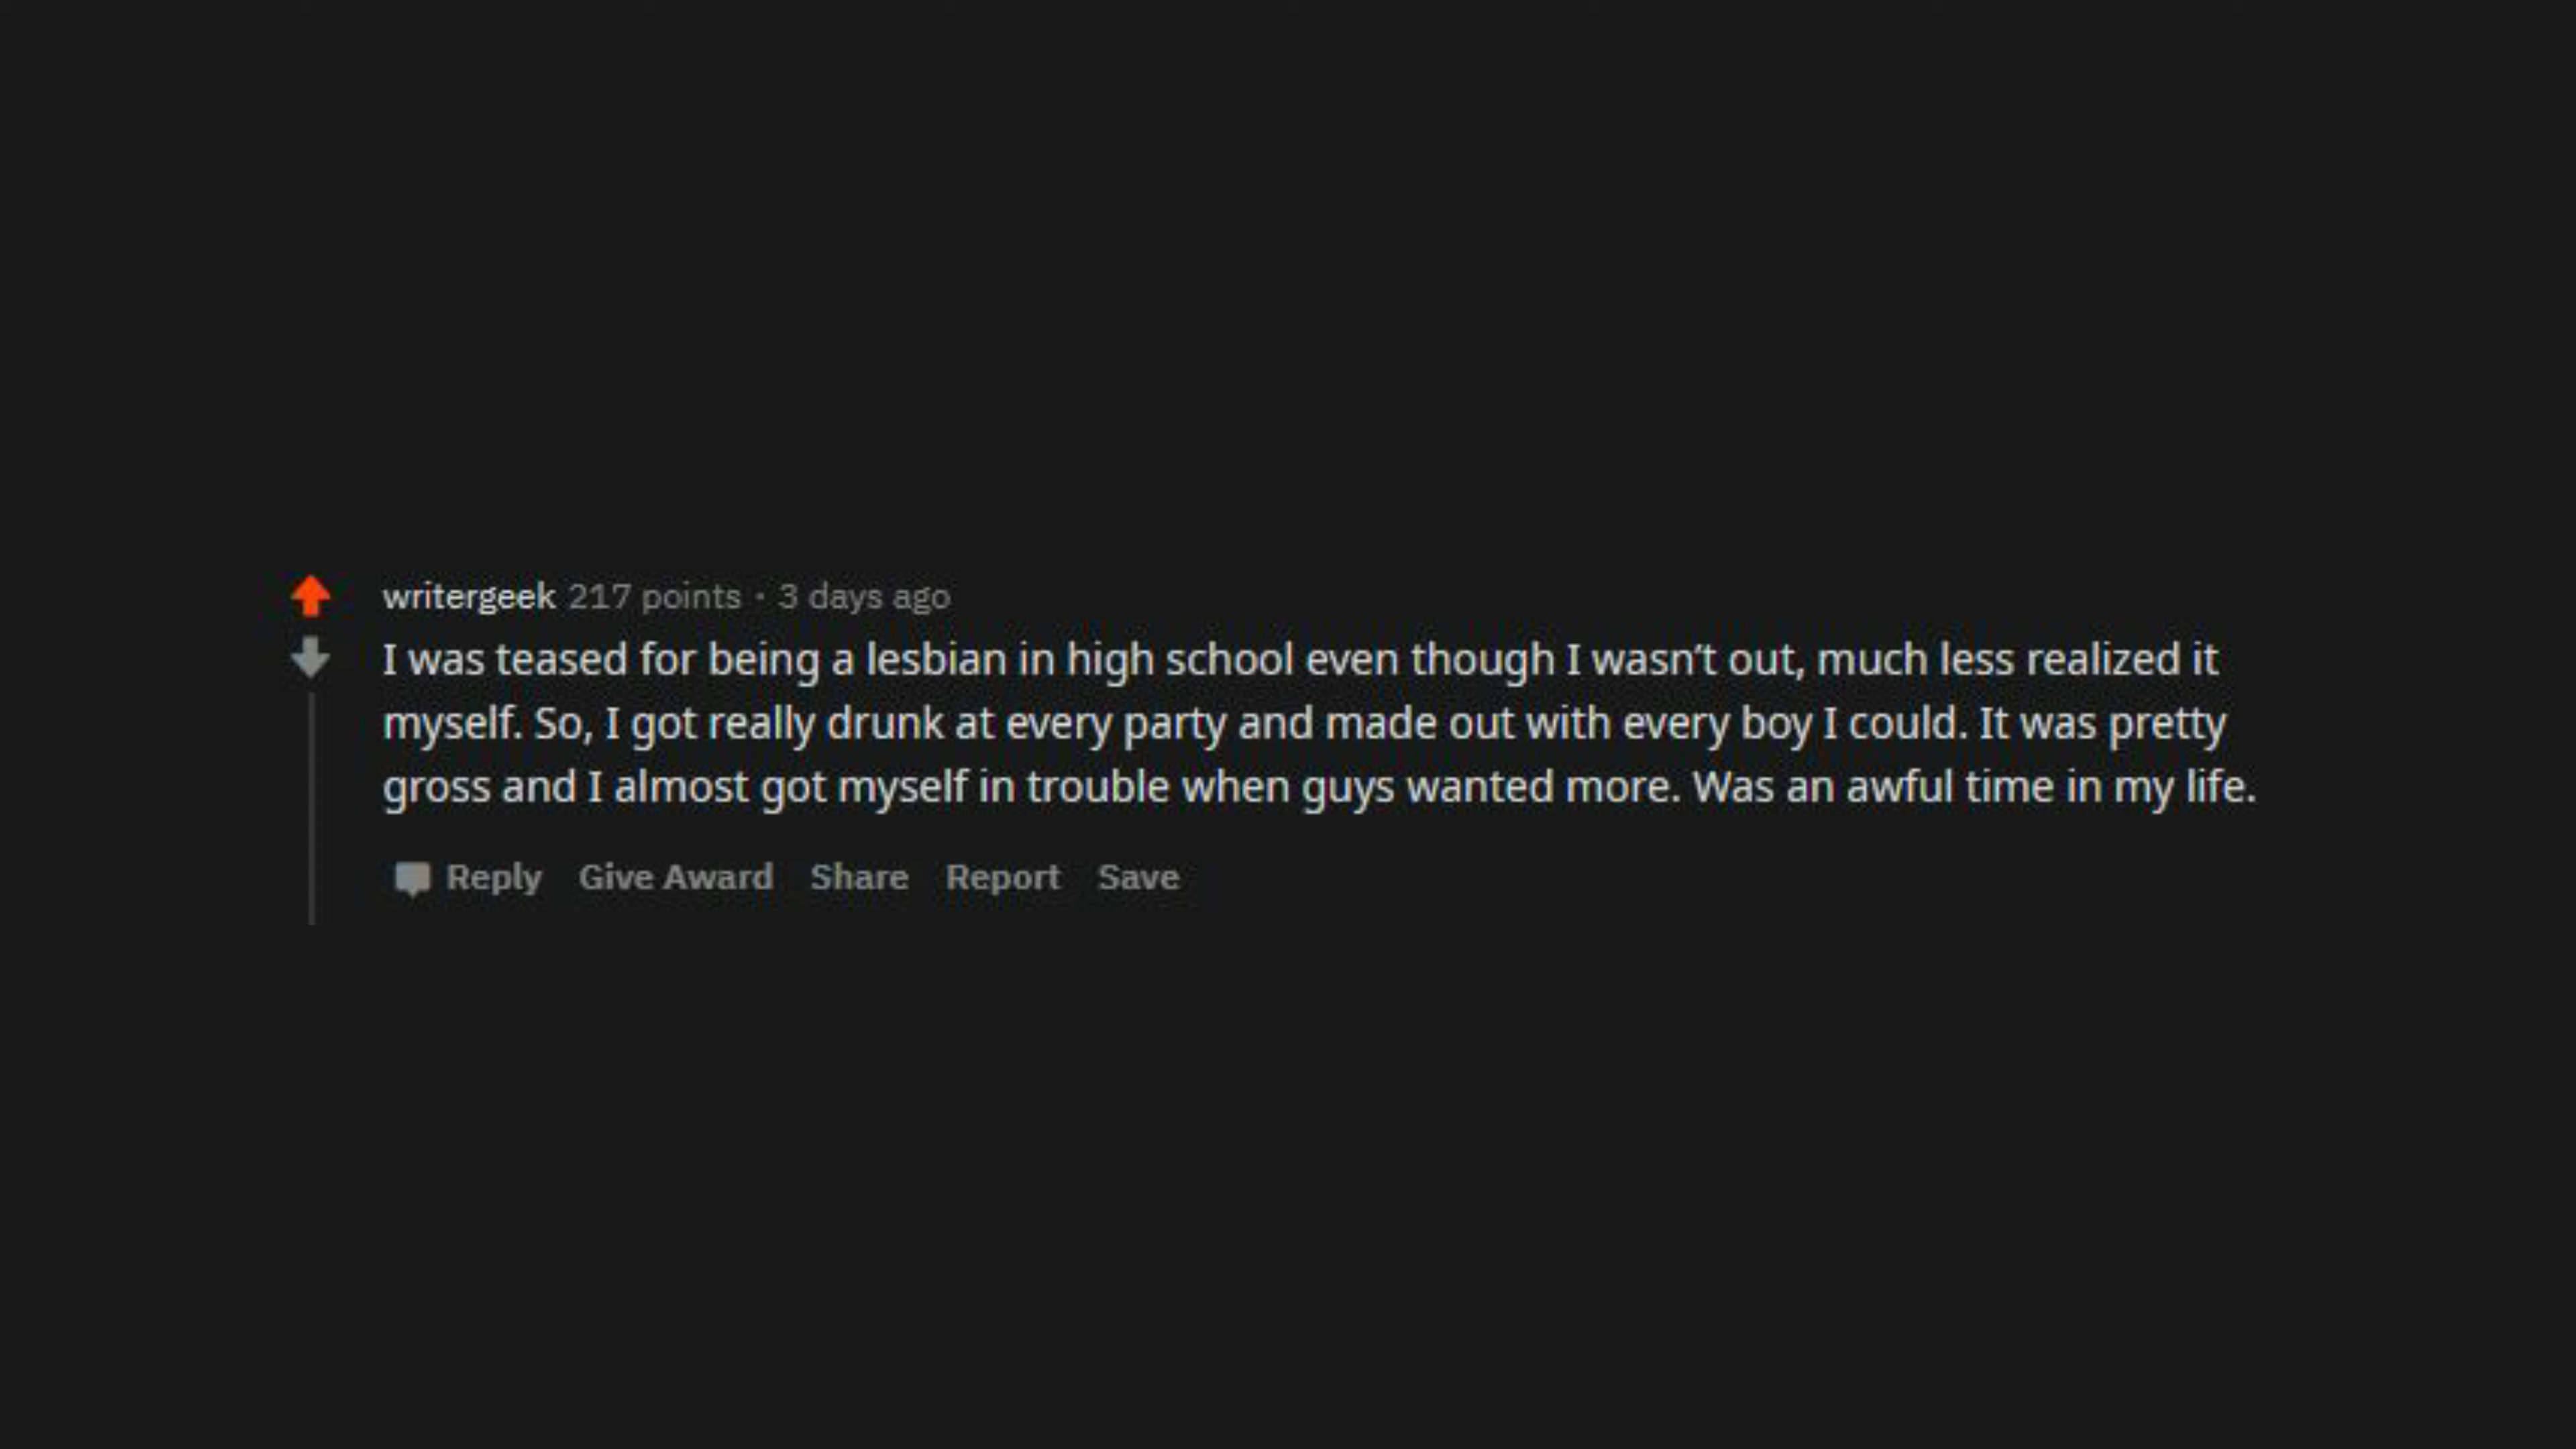 writergeek 217 points · 3 days ago
I was teased for being a lesbian in high school even though I wasn't out, much less realized it
myself. So, I got really drunk at every party and made out with every boy I could. It was pretty
gross and I almost got myself in trouble when guys wanted more. Was an awful time in my life.
Reply Give Award Share Report Save